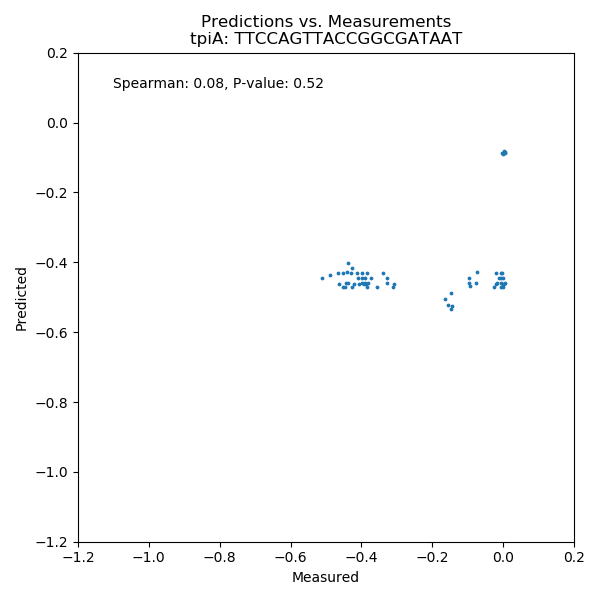 Predictions vs. Measurements
tpiA: TTCCAGTTACCGGCGATAAT
Spearman: 0.08, P-value: 0.52
0.2
0.0
−0.2
−0.4
−0.6
−0.8
−1.0
−1.2
Predicted
−1.2 −1.0 −0.8 −0.6 −0.4 −0.2 0.0 0.2
Measured